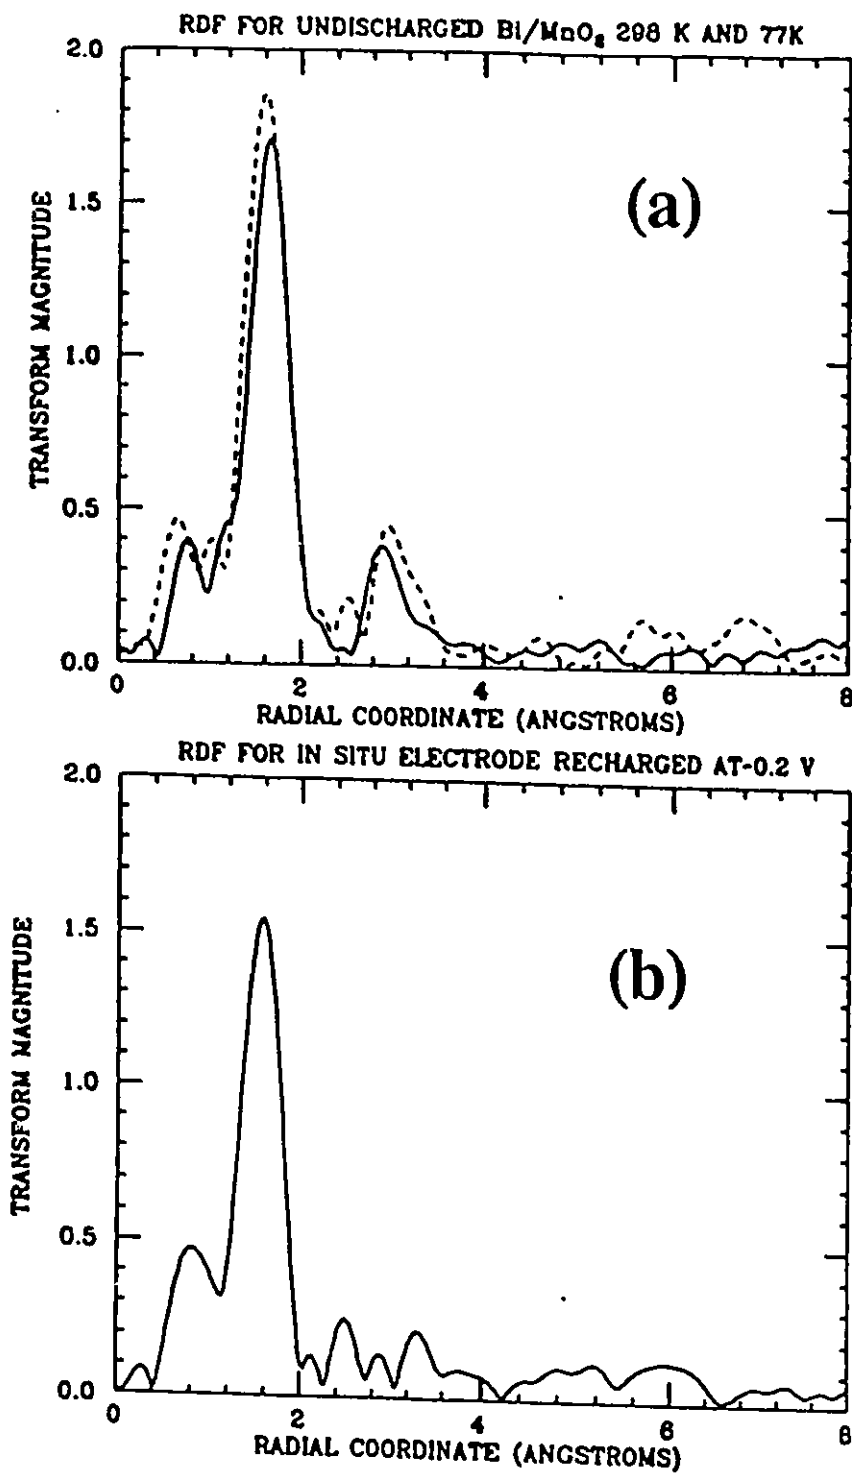 RDF FOR UNDISCHARGED Bi/MnO₂ 298 K AND 77K
2.0
1.5
1.0
0.5
0.0
TRANSFORM MAGNITUDE
(a)
0 2 4 6 8
RADIAL COORDINATE (ANGSTROMS)
RDF FOR IN SITU ELECTRODE RECHARGED AT-0.2 V
2.0
1.5
1.0
0.5
0.0
TRANSFORM MAGNITUDE
(b)
0 2 4 6 8
RADIAL COORDINATE (ANGSTROMS)